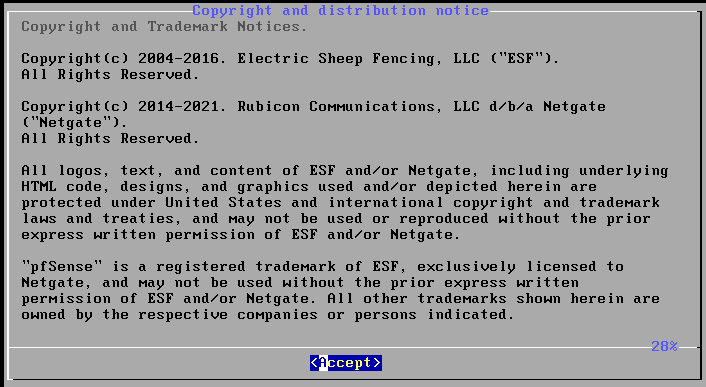 Copyright and distribution notice
Copyright and Trademark Notices.
Copyright(c) 2004-2016. Electric Sheep Fencing, LLC ("ESF").
All Rights Reserved.
Copyright(c) 2014-2021. Rubicon Communications, LLC d/b/a Netgate
("Netgate").
All Rights Reserved.
All logos, text, and content of ESF and/or Netgate, including underlying
HTML code, designs, and graphics used and/or depicted herein are
protected under United States and international copyright and trademark
laws and treaties, and may not be used or reproduced without the prior
express written permission of ESF and/or Netgate.
"pfSense" is a registered trademark of ESF, exclusively licensed to
Netgate, and may not be used without the prior express written
permission of ESF and/or Netgate. All other trademarks shown herein are
owned by the respective companies or persons indicated.
28%
<Accept>